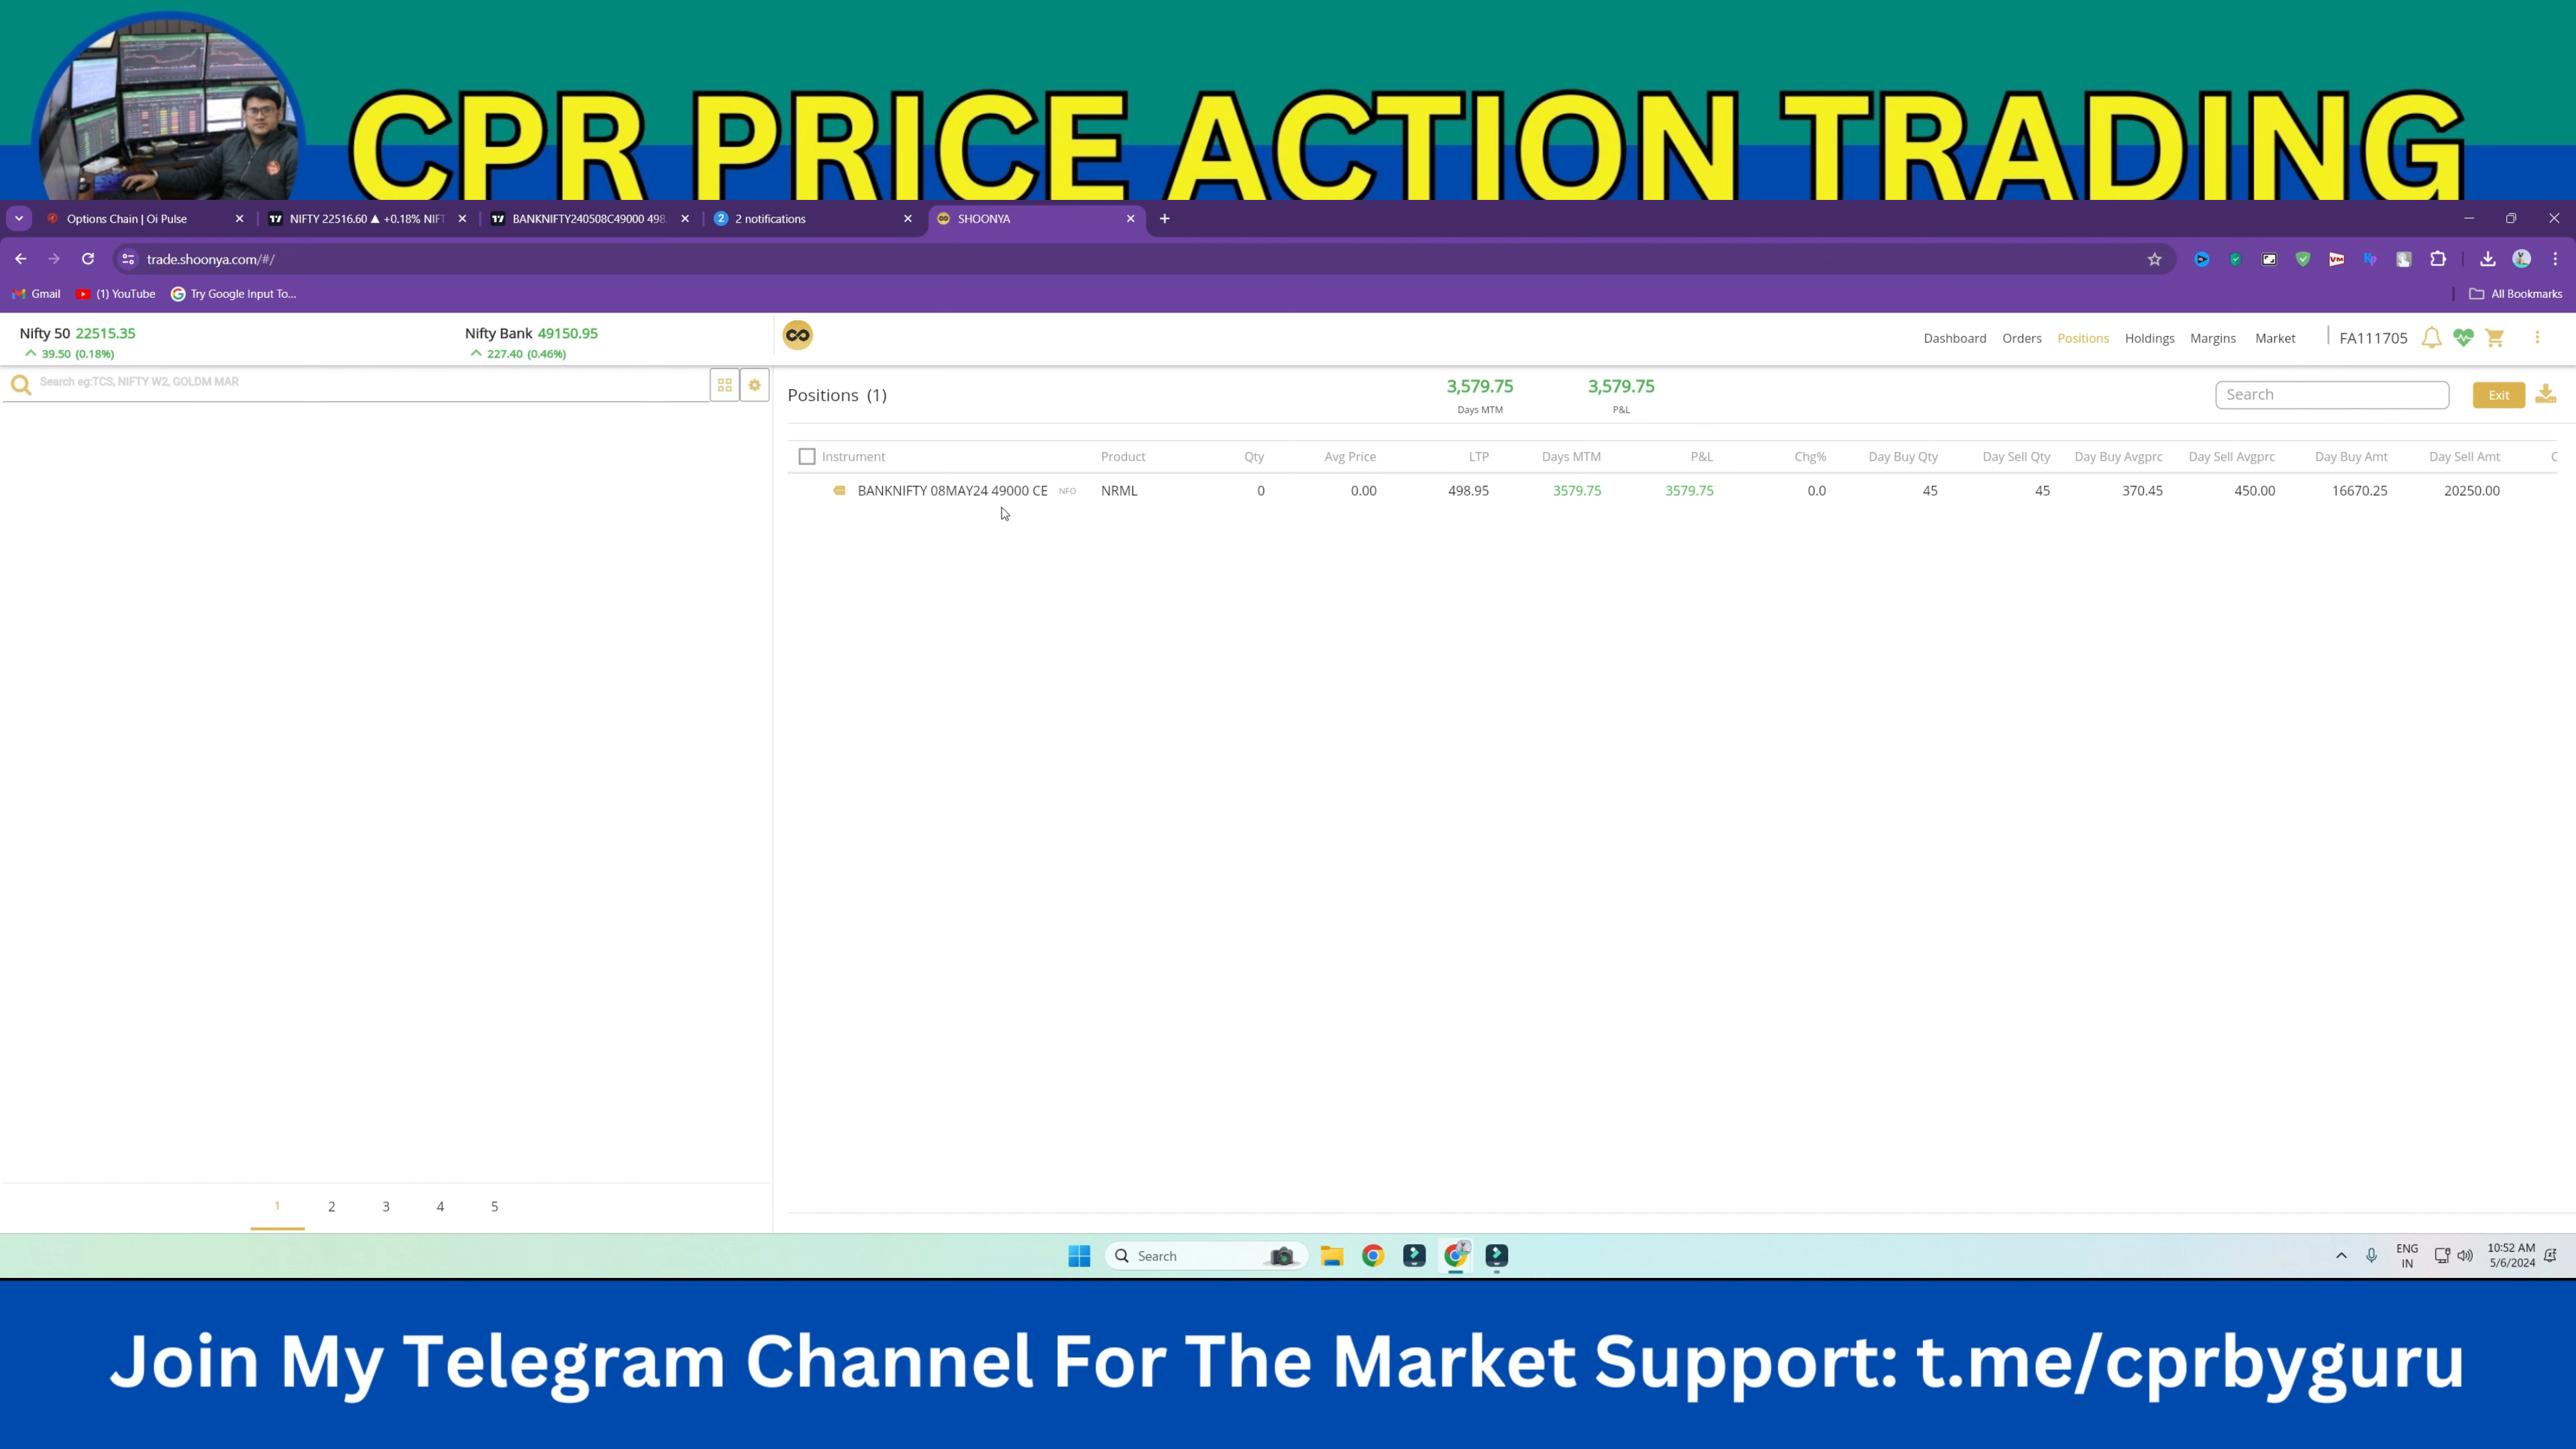 CPR PRICE ACTION TRADING
Options Chain | Oi Pulse
NIFTY 22516.60 ▲ +0.18% NIFT
BANKNIFTY240508C49000 498.
2 2 notifications
SHOONYA
trade.shoonya.com/#/
Gmail
(1) YouTube
Try Google Input To...
All Bookmarks
Nifty 50 22515.35
39.50 (0.18%)
Nifty Bank 49150.95
227.40 (0.46%)
Dashboard Orders Positions Holdings Margins Market FA111705
Search eg:TCS, NIFTY W2, GOLDM MAR
Positions (1)
3,579.75 3,579.75
Days MTM P&L
Search
Exit
Instrument Product Qty Avg Price LTP Days MTM P&L Chg% Day Buy Qty Day Sell Qty Day Buy Avgprc Day Sell Avgprc Day Buy Amt Day Sell Amt C
BANKNIFTY 08MAY24 49000 CE NFO NRML 0 0.00 498.95 3579.75 3579.75 0.0 45 45 370.45 450.00 16670.25 20250.00
1 2 3 4 5
Search
ENG
IN
10:52 AM
5/6/2024
Join My Telegram Channel For The Market Support: t.me/cprbyguru